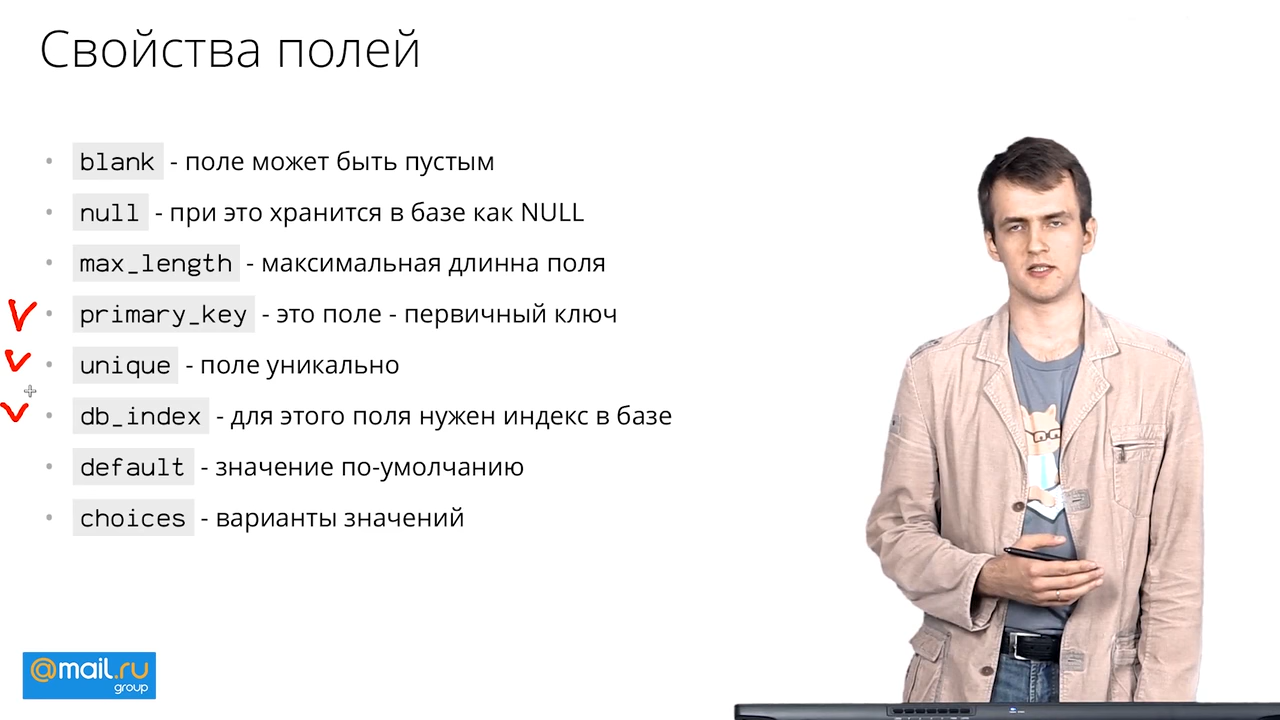 Свойства полей
blank - поле может быть пустым
null - при это хранится в базе как NULL
max_length - максимальная длинна поля
primary_key - это поле - первичный ключ
unique - поле уникально
db_index - для этого поля нужен индекс в базе
default - значение по-умолчанию
choices - варианты значений
@mail.ru
group